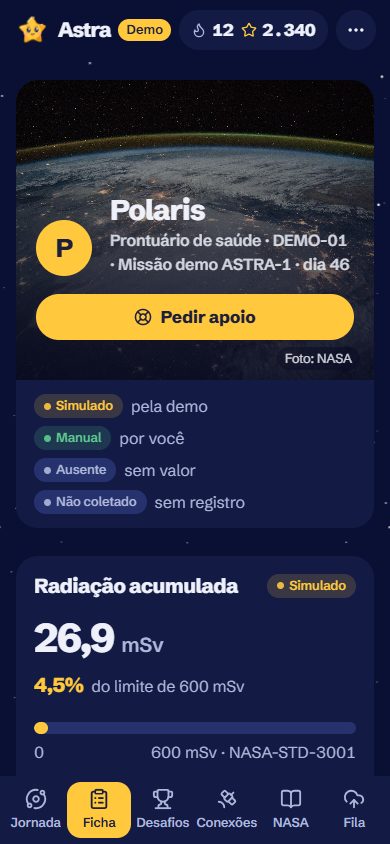 Astra Demo 12 2.340
Polaris
P
Prontuário de saúde · DEMO-01
· Missão demo ASTRA-1 · dia 46
Pedir apoio
Foto: NASA
Simulado pela demo
Manual por você
Ausente sem valor
Não coletado sem registro
Radiação acumulada Simulado
26,9 mSv
4,5% do limite de 600 mSv
0 600 mSv · NASA-STD-3001
Jornada Ficha Desafios Conexões NASA Fila